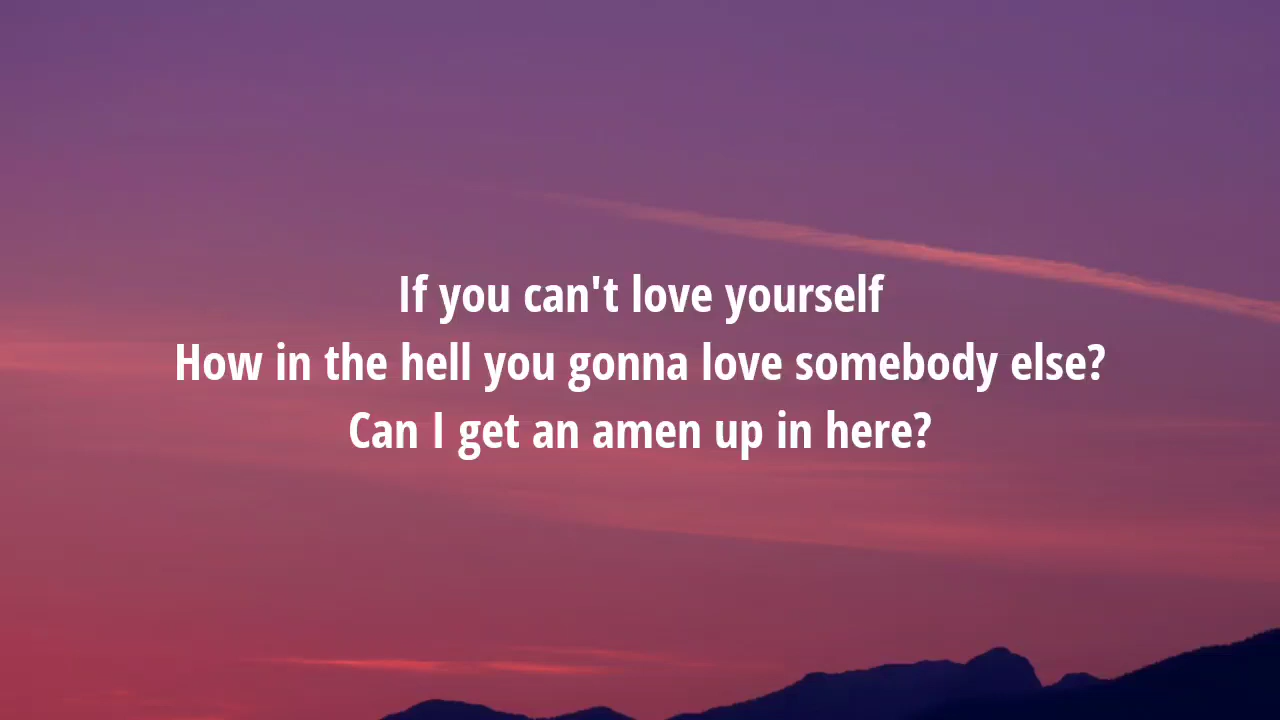 If you can't love yourself
How in the hell you gonna love somebody else?
Can I get an amen up in here?